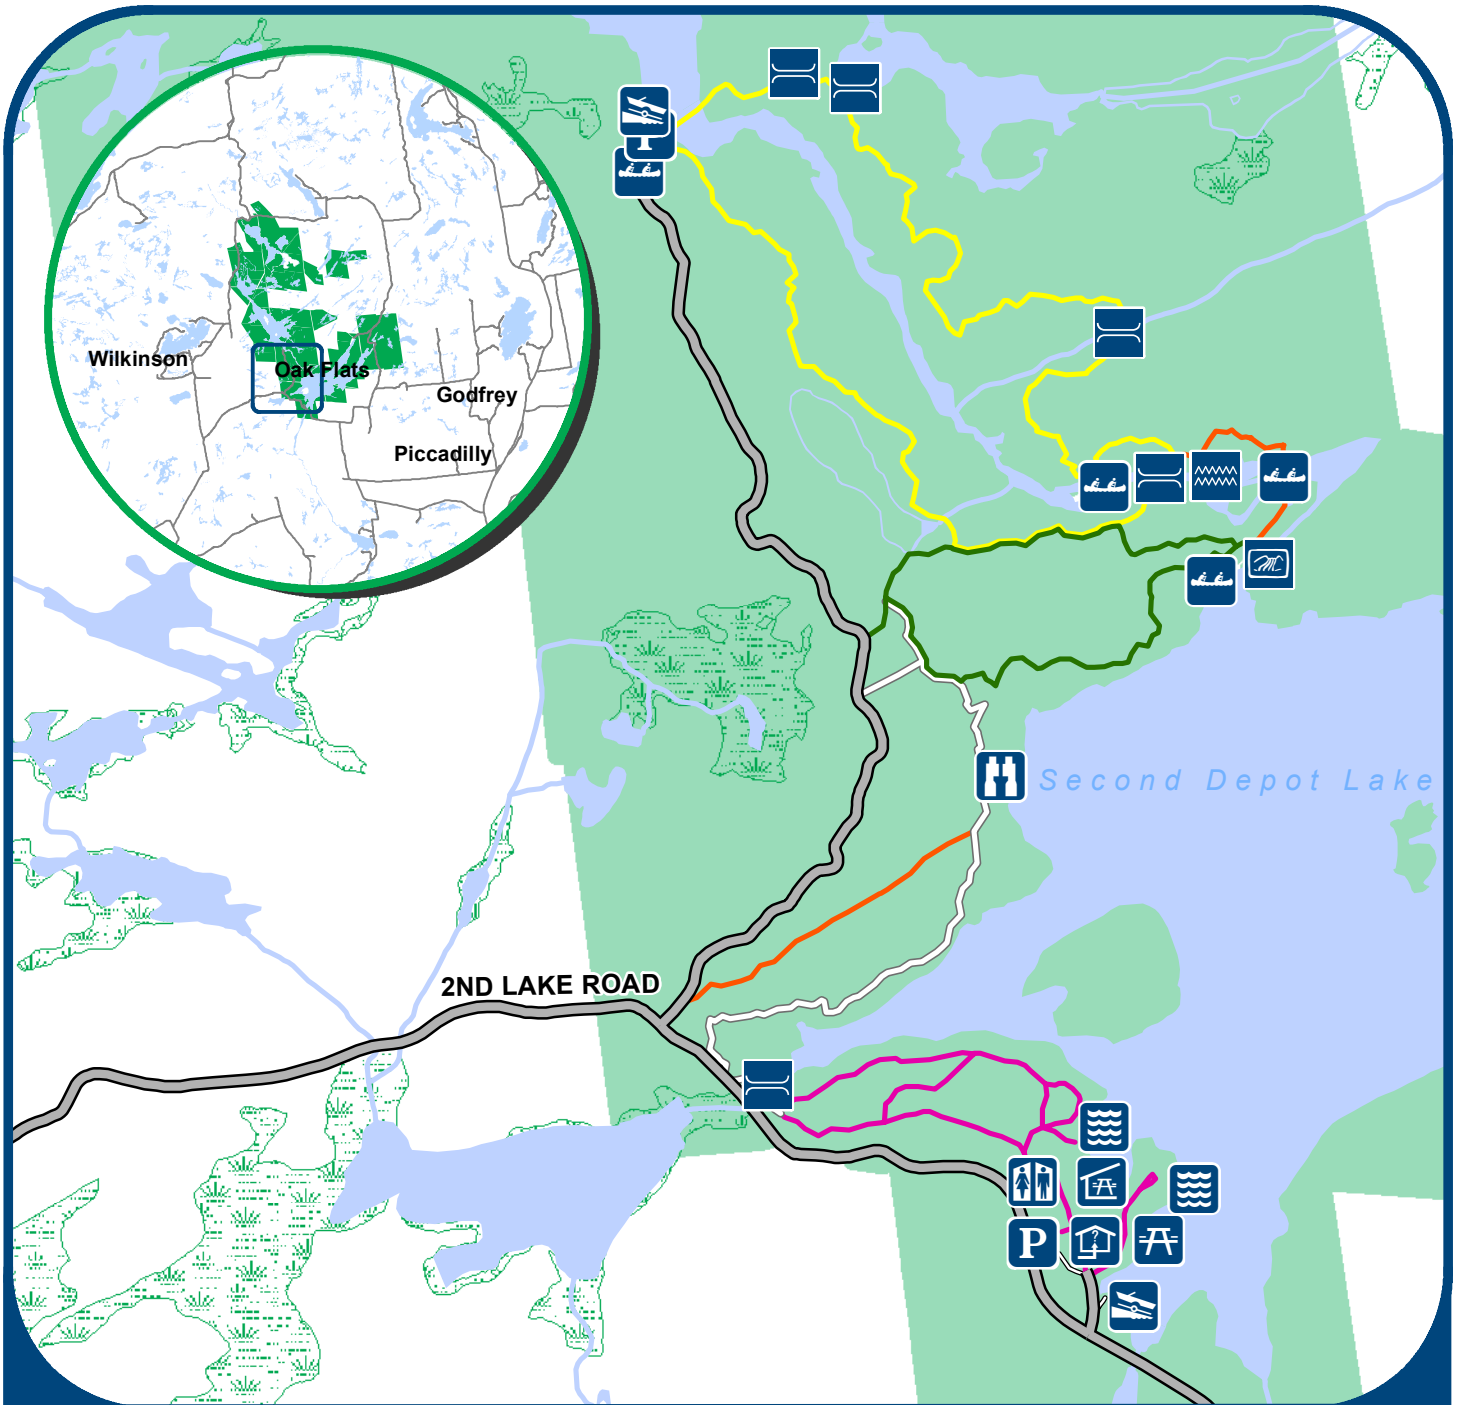 Wilkinson
Oak Flats
Godfrey
Piccadilly
Second Depot Lake
2ND LAKE ROAD
P
?